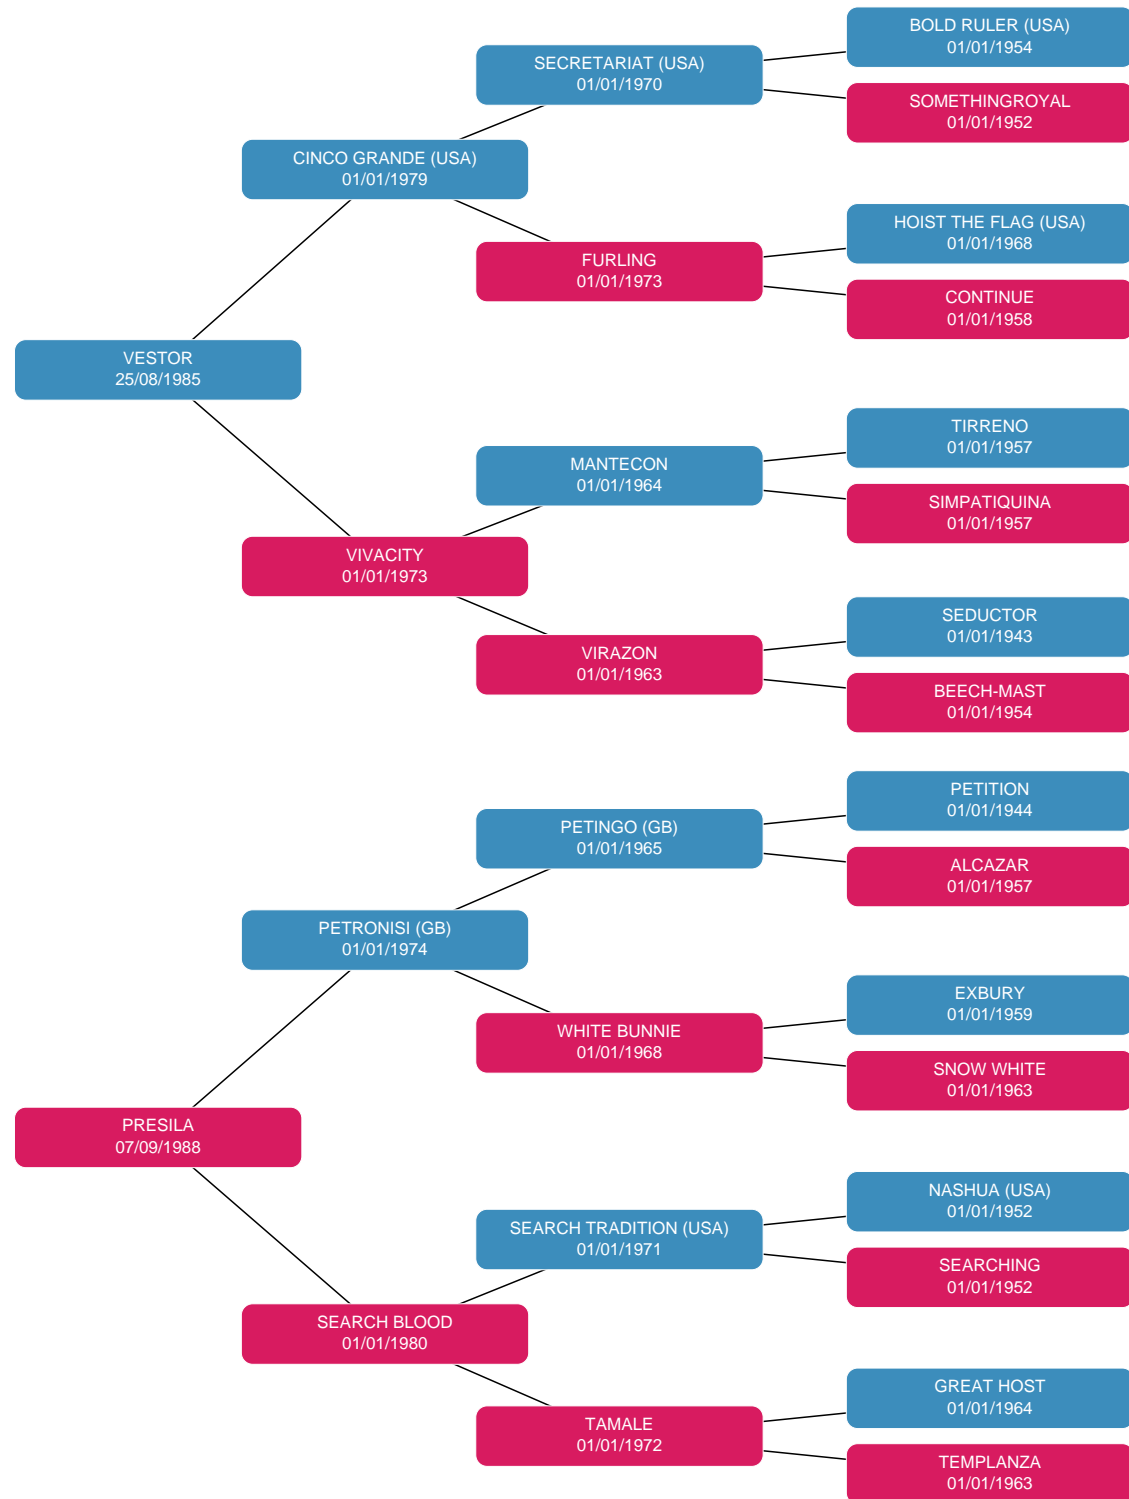 BOLD RULER (USA)
01/01/1954
SECRETARIAT (USA)
01/01/1970
SOMETHINGROYAL
01/01/1952
CINCO GRANDE (USA)
01/01/1979
HOIST THE FLAG (USA)
01/01/1968
FURLING
01/01/1973
CONTINUE
01/01/1958
VESTOR
25/08/1985
TIRRENO
01/01/1957
MANTECON
01/01/1964
SIMPATIQUINA
01/01/1957
VIVACITY
01/01/1973
SEDUCTOR
01/01/1943
VIRAZON
01/01/1963
BEECH-MAST
01/01/1954
PETITION
01/01/1944
PETINGO (GB)
01/01/1965
ALCAZAR
01/01/1957
PETRONISI (GB)
01/01/1974
EXBURY
01/01/1959
WHITE BUNNIE
01/01/1968
SNOW WHITE
01/01/1963
PRESILA
07/09/1988
NASHUA (USA)
01/01/1952
SEARCH TRADITION (USA)
01/01/1971
SEARCHING
01/01/1952
SEARCH BLOOD
01/01/1980
GREAT HOST
01/01/1964
TAMALE
01/01/1972
TEMPLANZA
01/01/1963